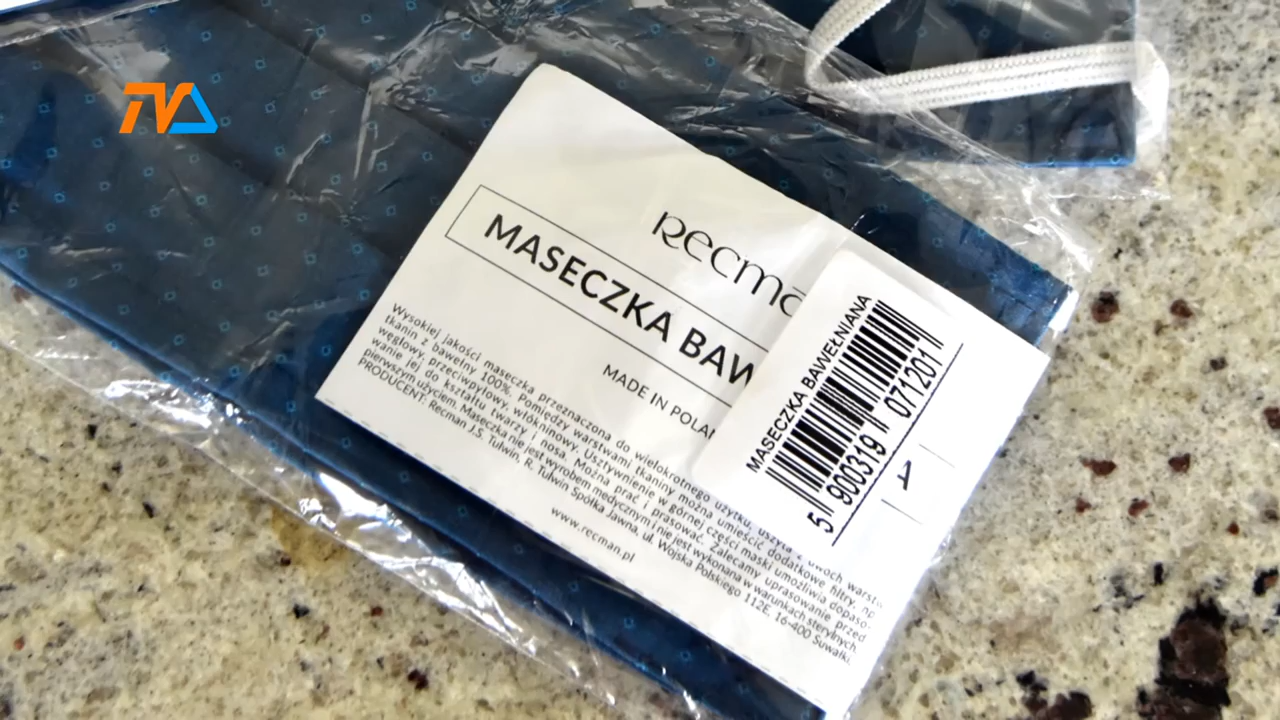 TVA
Recma
MASECZKA BAW
MADE IN POLAN
Wysokiej jakości maseczka przeznaczona do wielokrotnego użytku, uszyta z dwóch warstw
tkanin z bawełny 100%. Pomiędzy warstwami tkaniny można umieścić dodatkowe filtry, np
węglowy, przeciwpyłowy, włókninowy. Usztywnienie w górnej części maski umożliwia dopaso-
wanie jej do kształtu twarzy i nosa. Można prać i prasować. Zalecamy uprasowanie przed
pierwszym użyciem. Maseczka nie jest wyrobem medycznym i nie jest wykonana w warunkach sterylnych.
PRODUCENT: Recman J.S. Tulwin, R. Tulwin Spółka Jawna, ul. Wojska Polskiego 112E, 16-400 Suwałki.
www.recman.pl
MASECZKA BAWEŁNIANA
5 900319 071201